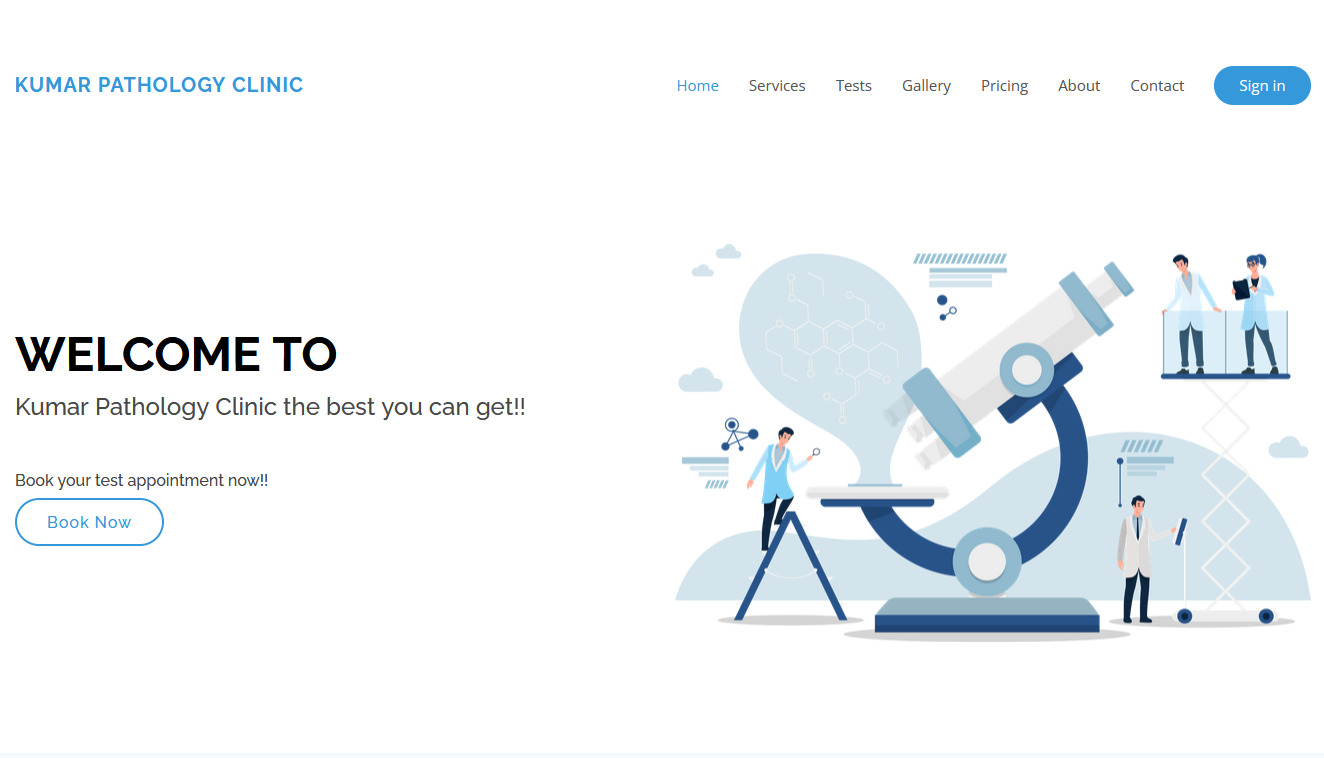 KUMAR PATHOLOGY CLINIC
Home Services Tests Gallery Pricing About Contact Sign in
WELCOME TO
Kumar Pathology Clinic the best you can get!!
Book your test appointment now!!
Book Now